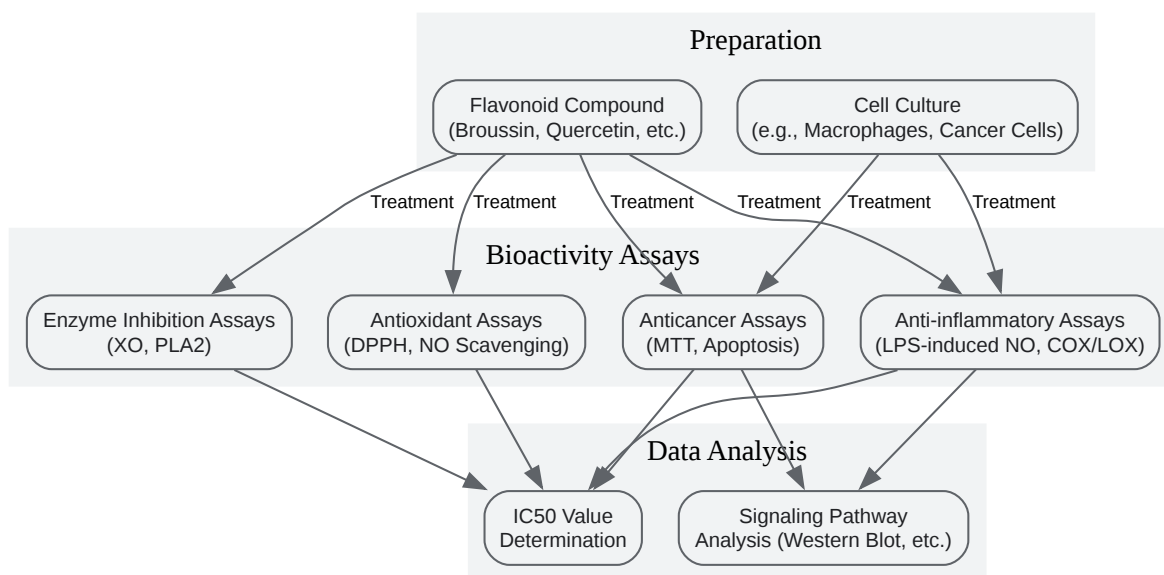 Preparation
Flavonoid Compound
(Broussin, Quercetin, etc.)
Cell Culture
(e.g., Macrophages, Cancer Cells)
Treatment
Treatment
Treatment
Treatment
Treatment
Treatment
Bioactivity Assays
Enzyme Inhibition Assays
(XO, PLA2)
Antioxidant Assays
(DPPH, NO Scavenging)
Anticancer Assays
(MTT, Apoptosis)
Anti-inflammatory Assays
(LPS-induced NO, COX/LOX)
Data Analysis
IC50 Value
Determination
Signaling Pathway
Analysis (Western Blot, etc.)